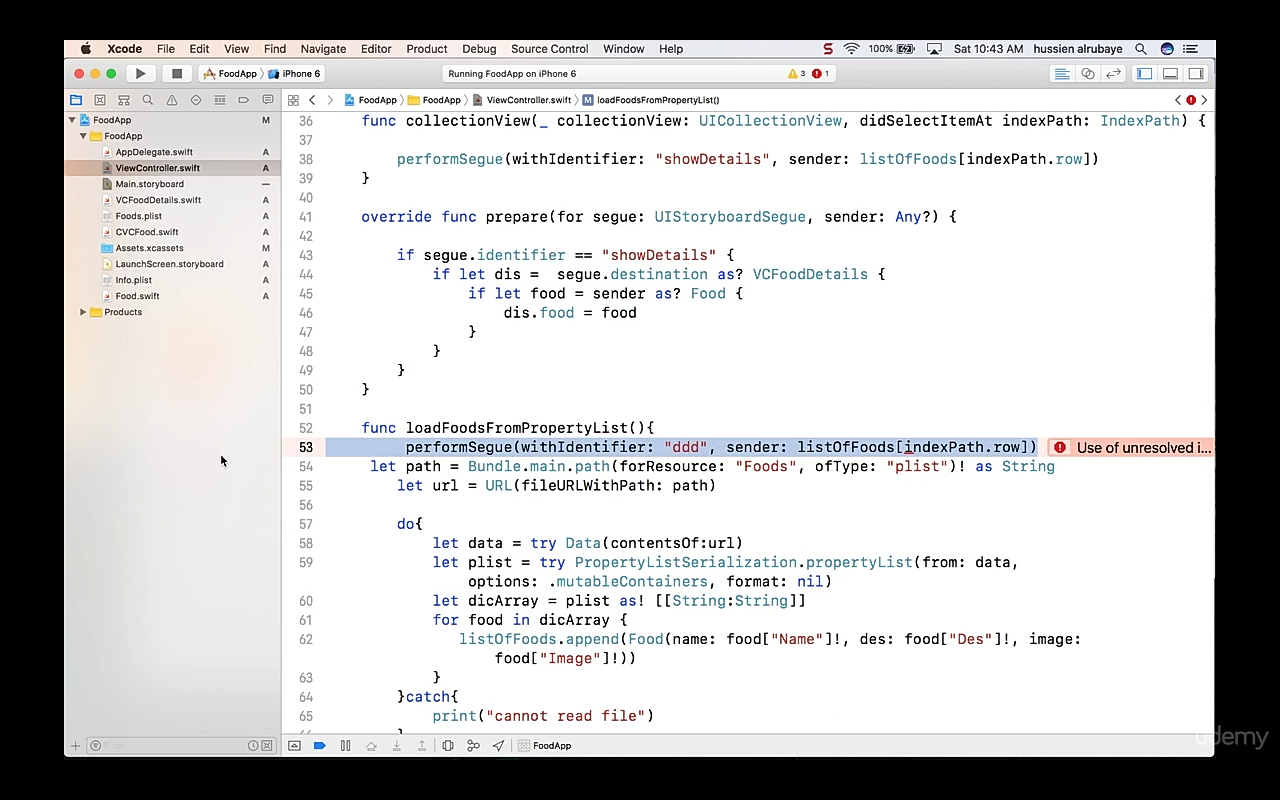 Xcode File Edit View Find Navigate Editor Product Debug Source Control Window Help 100% Sat 10:43 AM hussien alrubaye
FoodApp iPhone 6 Running FoodApp on iPhone 6 3 1
FoodApp FoodApp ViewController.swift M loadFoodsFromPropertyList()
FoodApp M
FoodApp
AppDelegate.swift A
ViewController.swift A
Main.storyboard –
VCFoodDetails.swift A
Foods.plist A
CVCFood.swift A
Assets.xcassets M
LaunchScreen.storyboard A
Info.plist A
Food.swift A
Products
36 func collectionView(_ collectionView: UICollectionView, didSelectItemAt indexPath: IndexPath) {
37
38 performSegue(withIdentifier: "showDetails", sender: listOfFoods[indexPath.row])
39 }
40
41 override func prepare(for segue: UIStoryboardSegue, sender: Any?) {
42
43 if segue.identifier == "showDetails" {
44 if let dis =  segue.destination as? VCFoodDetails {
45 if let food = sender as? Food {
46 dis.food = food
47 }
48 }
49 }
50 }
51
52 func loadFoodsFromPropertyList(){
53 performSegue(withIdentifier: "ddd", sender: listOfFoods[indexPath.row]) Use of unresolved i...
54 let path = Bundle.main.path(forResource: "Foods", ofType: "plist")! as String
55 let url = URL(fileURLWithPath: path)
56
57 do{
58 let data = try Data(contentsOf:url)
59 let plist = try PropertyListSerialization.propertyList(from: data,
options: .mutableContainers, format: nil)
60 let dicArray = plist as! [[String:String]]
61 for food in dicArray {
62 listOfFoods.append(Food(name: food["Name"]!, des: food["Des"]!, image:
food["Image"]!))
63 }
64 }catch{
65 print("cannot read file")
Filter FoodApp
udemy